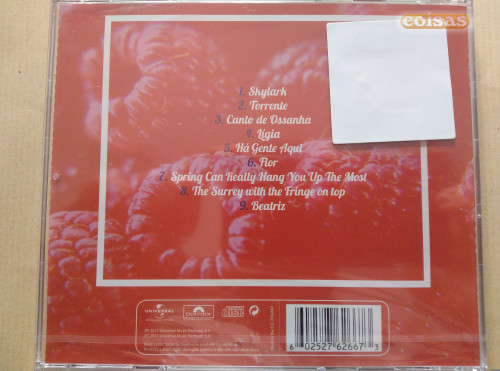 coisas
1. Skylark
2. Torrente
3. Canto de Ossanha
4. Lígia
5. Há Gente Aqui
6. Flor
7. Spring Can Really Hang You Up The Most
8. The Surrey with the Fringe on top
9. Beatriz
UNIVERSAL
6 02527 62667 3